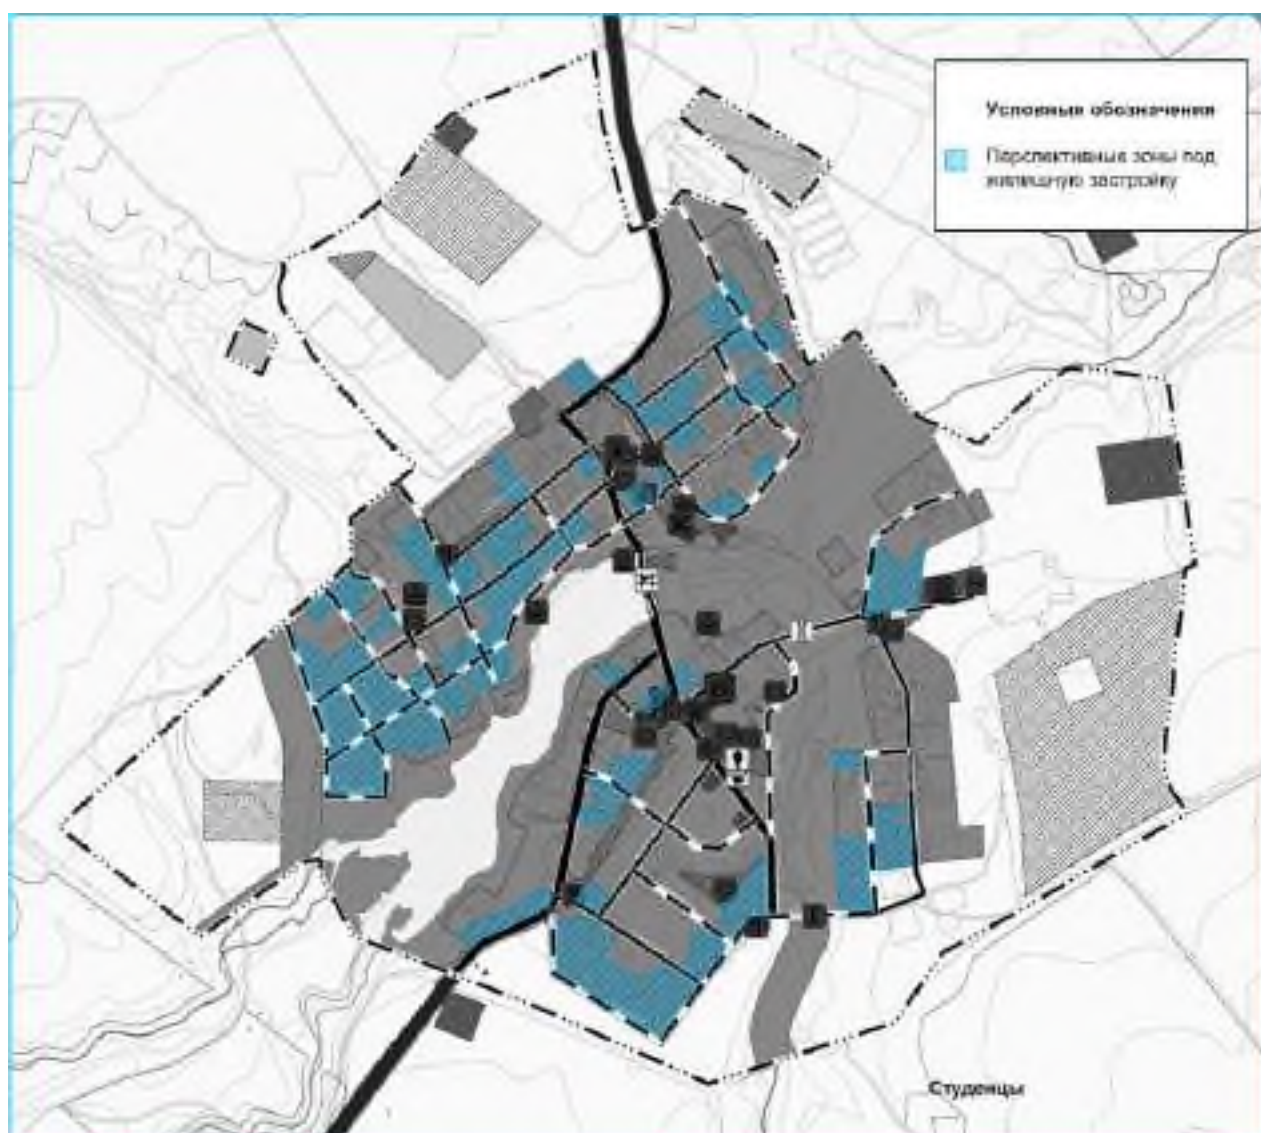 Условные обозначения
Перспективные зоны под
жилищную застройку
Студенцы